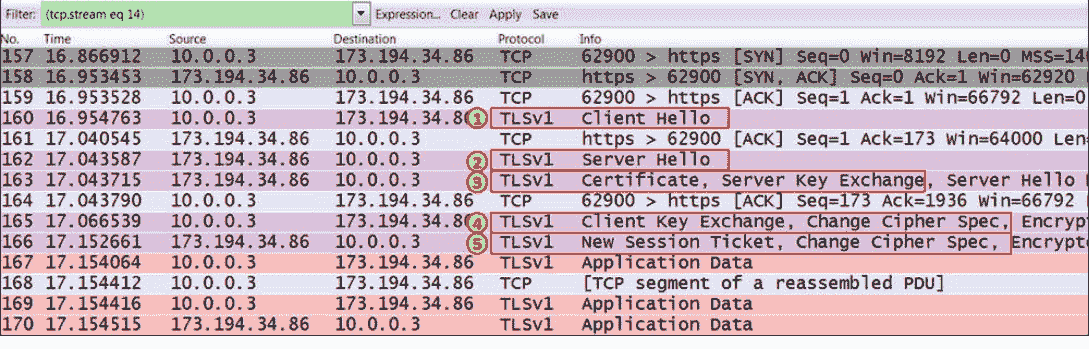 Filter: (tcp.stream eq 14) Expression... Clear Apply Save
No. Time Source Destination Protocol Info
157 16.866912 10.0.0.3 173.194.34.86 TCP 62900 > https [SYN] Seq=0 Win=8192 Len=0 MSS=14
158 16.953453 173.194.34.86 10.0.0.3 TCP https > 62900 [SYN, ACK] Seq=0 Ack=1 Win=62920
159 16.953528 10.0.0.3 173.194.34.86 TCP 62900 > https [ACK] Seq=1 Ack=1 Win=66792 Len=0
160 16.954763 10.0.0.3 173.194.34.86 1 TLSv1 Client Hello
161 17.040545 173.194.34.86 10.0.0.3 TCP https > 62900 [ACK] Seq=1 Ack=173 Win=64000 Len=
162 17.043587 173.194.34.86 10.0.0.3 2 TLSv1 Server Hello
163 17.043715 173.194.34.86 10.0.0.3 3 TLSv1 Certificate, Server Key Exchange, Server Hello
164 17.043790 10.0.0.3 173.194.34.86 TCP 62900 > https [ACK] Seq=173 Ack=1936 Win=66792
165 17.066539 10.0.0.3 173.194.34.86 4 TLSv1 Client Key Exchange, Change Cipher Spec, Encryp
166 17.152661 173.194.34.86 10.0.0.3 5 TLSv1 New Session Ticket, Change Cipher Spec, Encrypt
167 17.154064 10.0.0.3 173.194.34.86 TLSv1 Application Data
168 17.154412 10.0.0.3 173.194.34.86 TCP [TCP segment of a reassembled PDU]
169 17.154416 10.0.0.3 173.194.34.86 TLSv1 Application Data
170 17.154515 173.194.34.86 10.0.0.3 TLSv1 Application Data